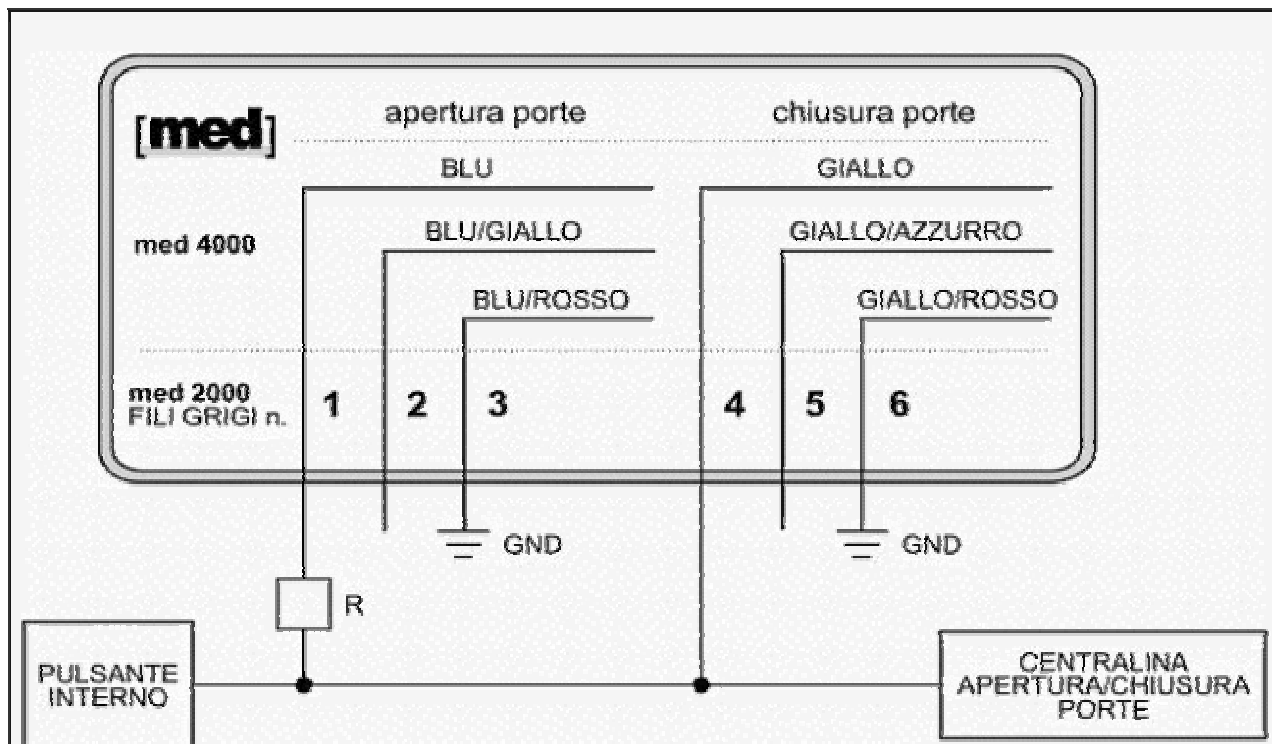 [med]
apertura porte
chiusura porte
BLU
GIALLO
med 4000
BLU/GIALLO
GIALLO/AZZURRO
BLU/ROSSO
GIALLO/ROSSO
med 2000
FILI GRIGI n.
1
2
3
4
5
6
GND
GND
R
PULSANTE
INTERNO
CENTRALINA
APERTURA/CHIUSURA
PORTE